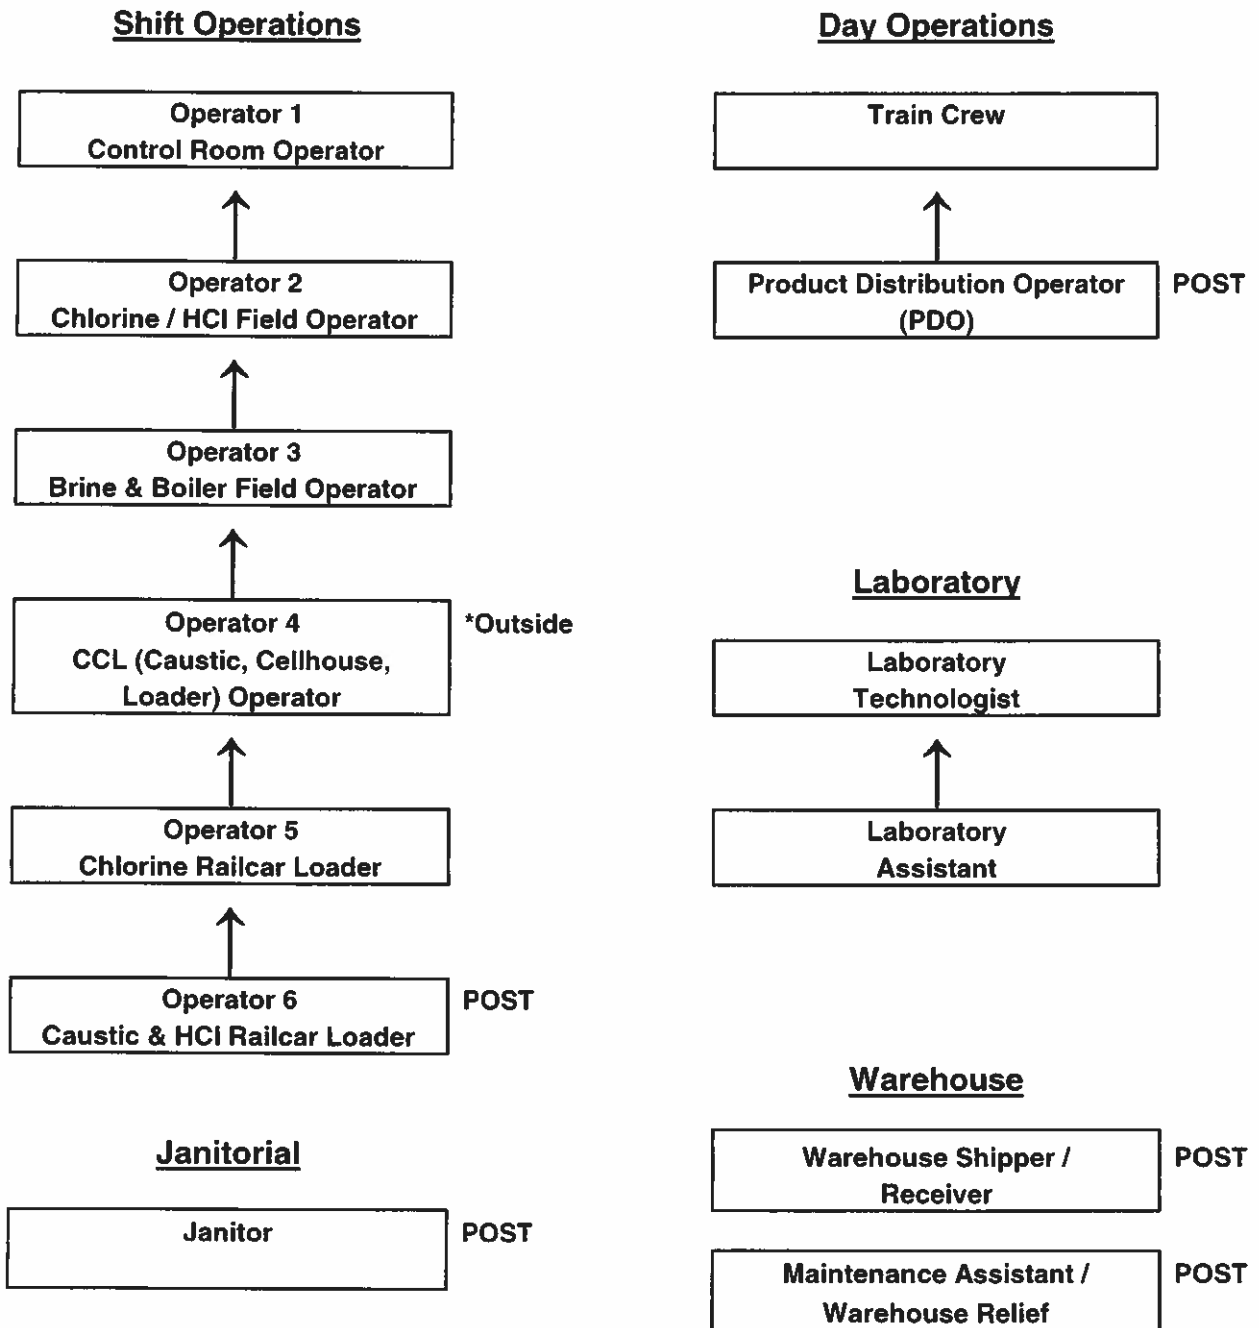 Shift Operations
Operator 1
Control Room Operator
Operator 2
Chlorine / HCl Field Operator
Operator 3
Brine & Boiler Field Operator
Operator 4
CCL (Caustic, Cellhouse,
Loader) Operator
*Outside
Operator 5
Chlorine Railcar Loader
Operator 6
Caustic & HCl Railcar Loader
POST
Janitorial
Janitor
POST
Day Operations
Train Crew
Product Distribution Operator
(PDO)
POST
Laboratory
Laboratory
Technologist
Laboratory
Assistant
Warehouse
Warehouse Shipper /
Receiver
POST
Maintenance Assistant /
Warehouse Relief
POST